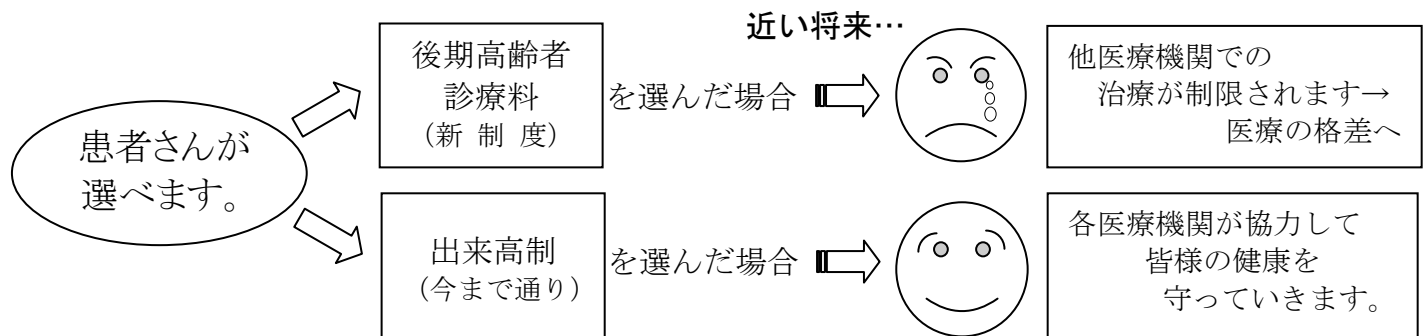 近い将来…
患者さんが
選べます。
後期高齢者
診療料
(新 制 度)
を選んだ場合
他医療機関での
治療が制限されます→
医療の格差へ
出来高制
(今まで通り)
を選んだ場合
各医療機関が協力して
皆様の健康を
守っていきます。